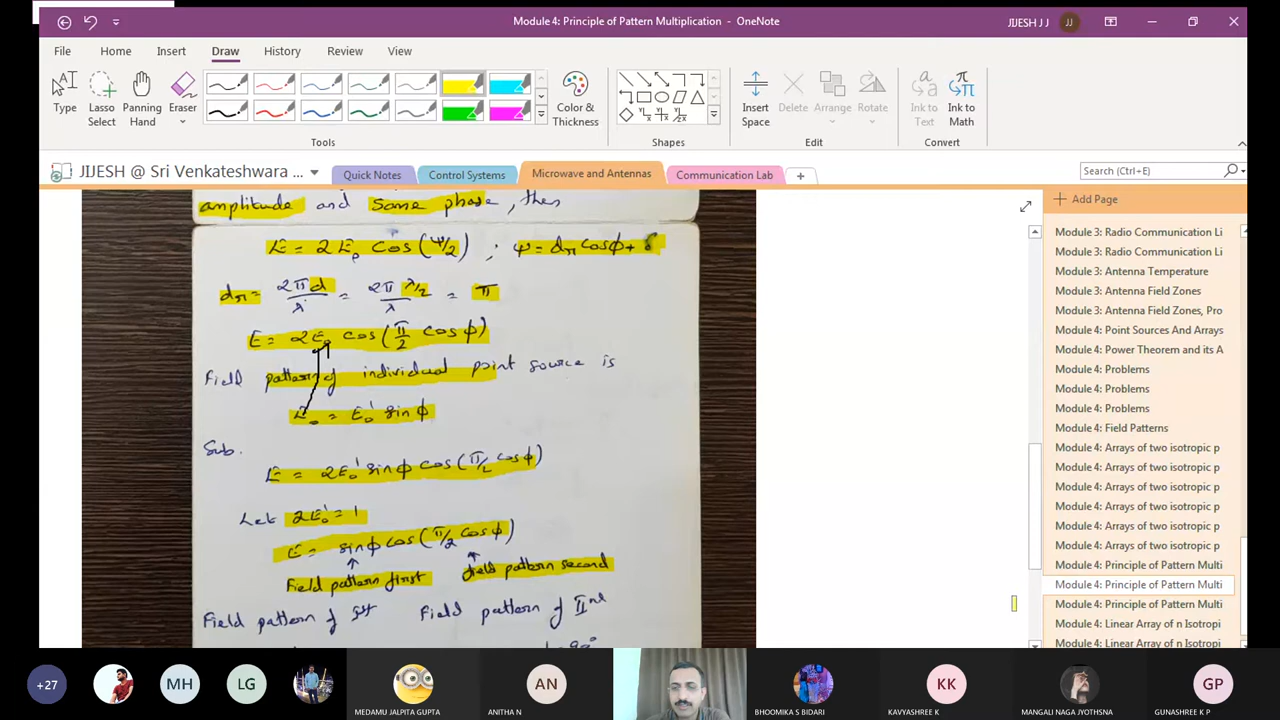 Module 4: Principle of Pattern Multiplication - OneNote
JIJESH J J
JJ
File
Home
Insert
Draw
History
Review
View
Type
Lasso Select
Panning Hand
Eraser
Color & Thickness
Insert Space
Delete
Arrange
Rotate
Ink to Text
Ink to Math
Tools
Shapes
Edit
Convert
JIJESH @ Sri Venkateshwara ...
Quick Notes
Control Systems
Microwave and Antennas
Communication Lab
Search (Ctrl+E)
amplitude and same phase, then
E = 2 E₀ cos(ψ/2) ; ψ = dᵣ cosϕ + δ
dᵣ = 2πd/λ = 2π/λ λ/2 = π
E = 2E₀ cos(π/2 cos ϕ)
Field pattern of individual point source is
E₀ = E₀' sin ϕ
Sub.
E = 2E₀' sin ϕ cos(π/2 cosϕ)
Let 2E₀' = 1
E = sinϕ cos(π/2 cosϕ)
Field pattern first field pattern second
Field pattern of Ist Field pattern of IInd
Add Page
Module 3: Radio Communication Li
Module 3: Antenna Temperature
Module 3: Antenna Field Zones
Module 3: Antenna Field Zones, Pro
Module 4: Point Sources And Arrays
Module 4: Power Theorem and its A
Module 4: Problems
Module 4: Problems
Module 4: Problems
Module 4: Field Patterns
Module 4: Arrays of two isotropic p
Module 4: Arrays of two isotropic p
Module 4: Arrays of two isotropic p
Module 4: Arrays of two isotropic p
Module 4: Arrays of two isotropic p
Module 4: Arrays of two isotropic p
Module 4: Principle of Pattern Multi
Module 4: Principle of Pattern Multi
Module 4: Principle of Pattern Multi
Module 4: Linear Array of n Isotropi
Module 4: Linear Array of n Isotropi
+27
MH
LG
MEDAMU JALPITA GUPTA
AN
ANITHA N
BHOOMIKA S BIDARI
KK
KAVYASHREE K
MANGALI NAGA JYOTHSNA
GP
GUNASHREE K P